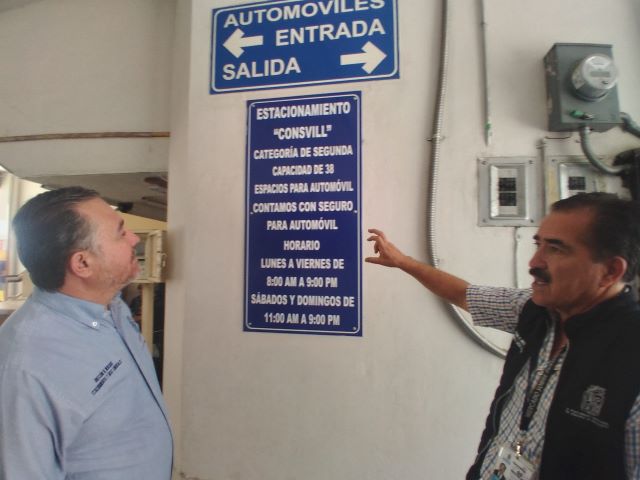 AUTOMÓVILES
ENTRADA
SALIDA
ESTACIONAMIENTO
"CONSVILL"
CATEGORÍA DE SEGUNDA
CAPACIDAD DE 38
ESPACIOS PARA AUTOMÓVIL
CONTAMOS CON SEGURO
PARA AUTOMÓVIL
HORARIO
LUNES A VIERNES DE
8:00 AM A 9:00 PM
SÁBADOS Y DOMINGOS DE
11:00 AM A 9:00 PM